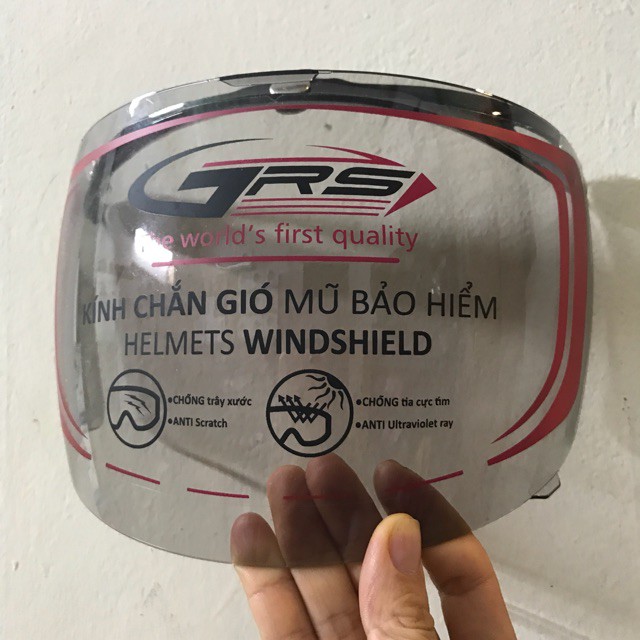 GRS
the world's first quality
KÍNH CHẮN GIÓ MŨ BẢO HIỂM
HELMETS WINDSHIELD
•CHỐNG trầy xước
•ANTI Scratch
•CHỐNG tia cực tím
•ANTI Ultraviolet ray